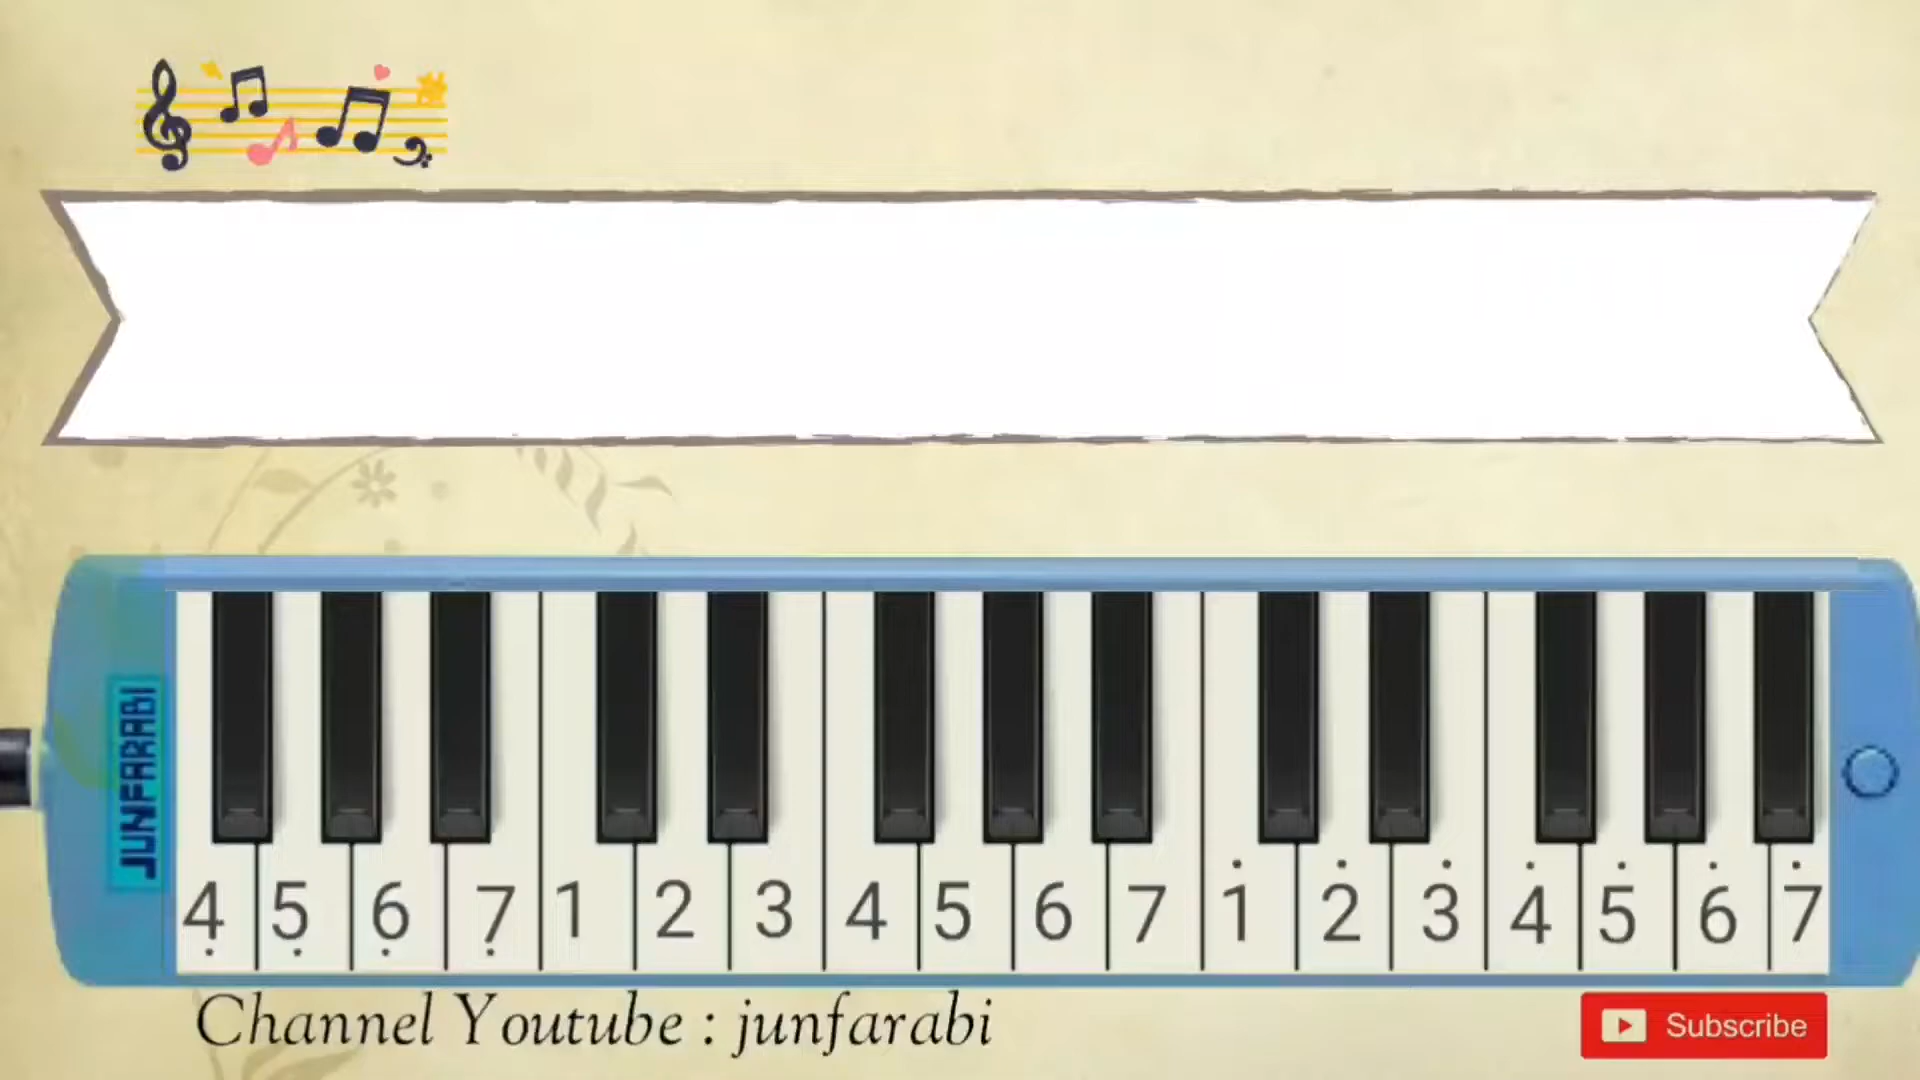 JUNFARABI
4̣ 5̣ 6̣ 7̣ 1 2 3 4 5 6 7 1̇ 2̇ 3̇ 4̇ 5̇ 6̇ 7̇
Channel Youtube : junfarabi
Subscribe